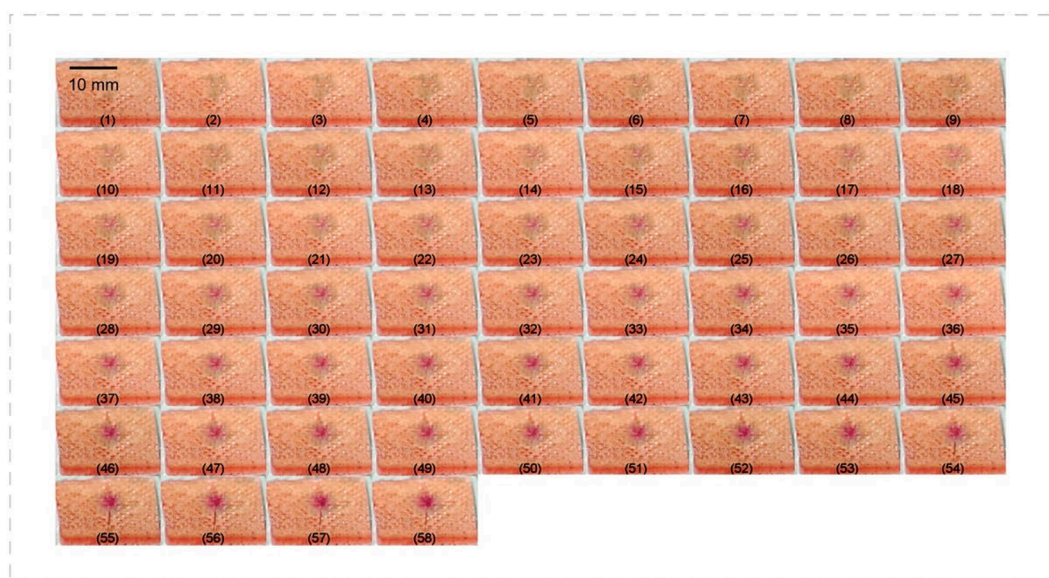 10 mm
(1) (2) (3) (4) (5) (6) (7) (8) (9)
(10) (11) (12) (13) (14) (15) (16) (17) (18)
(19) (20) (21) (22) (23) (24) (25) (26) (27)
(28) (29) (30) (31) (32) (33) (34) (35) (36)
(37) (38) (39) (40) (41) (42) (43) (44) (45)
(46) (47) (48) (49) (50) (51) (52) (53) (54)
(55) (56) (57) (58)